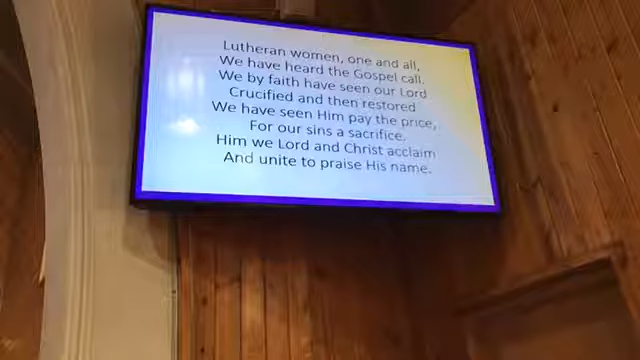 Lutheran women, one and all,
We have heard the Gospel call.
We by faith have seen our Lord
Crucified and then restored
We have seen Him pay the price,
For our sins a sacrifice.
Him we Lord and Christ acclaim
And unite to praise His name.